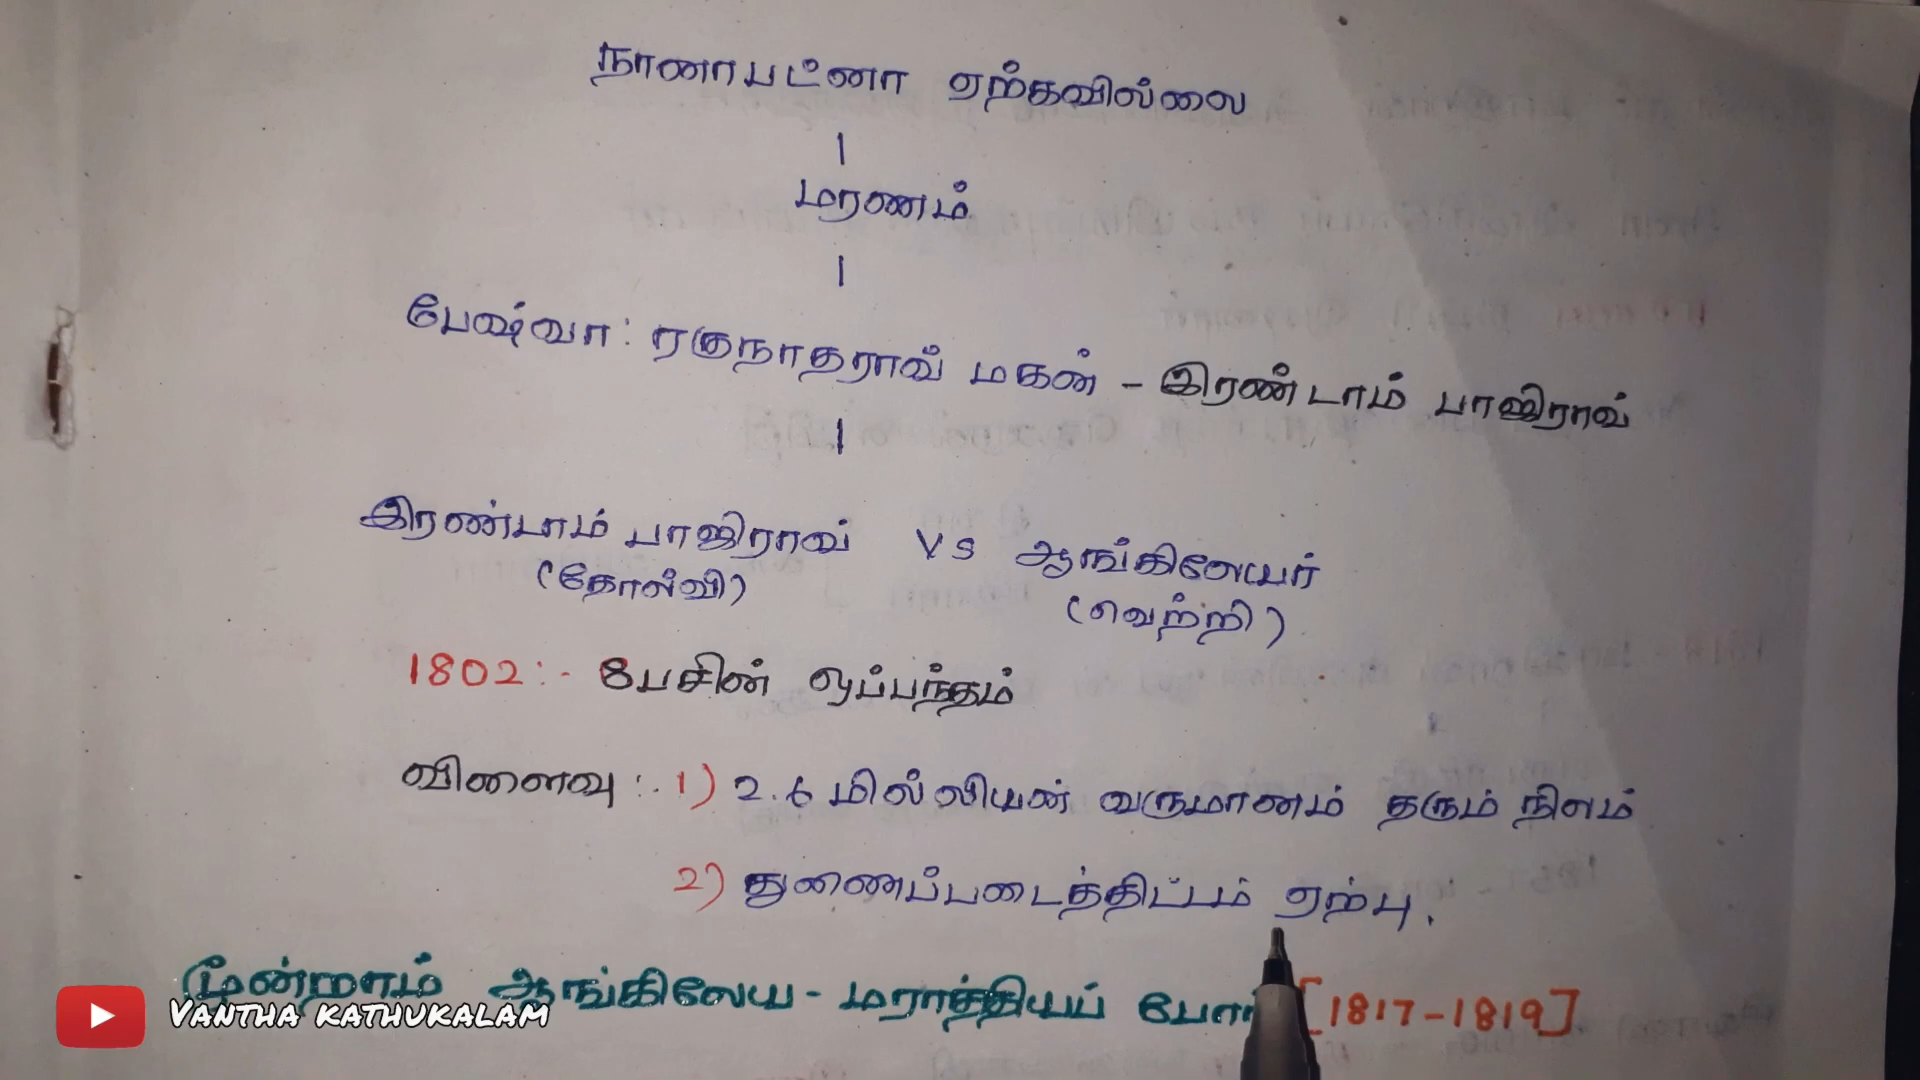 நானாபட்னா ஏற்கவில்லை
மரணம்
பேஷ்வா: ரகுநாதராவ் மகன் - இரண்டாம் பாஜிராவ்
இரண்டாம் பாஜிராவ் VS ஆங்கிலேயர்
(தோல்வி) (வெற்றி)
1802:- பேசின் ஒப்பந்தம்
விளைவு:- 1) 2.6 மில்லியன் வருமானம் தரும் நிலம்
2) துணைப்படைத்திட்டம் ஏற்பு.
மூன்றாம் ஆங்கிலேய - மராத்தியப் [1817-1819]
VANTHA KATHUKALAM